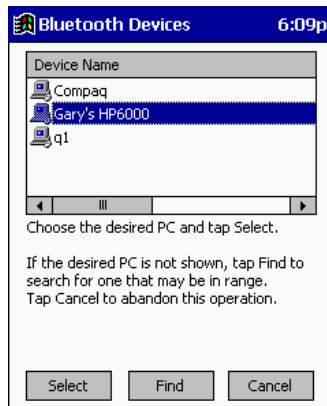 Bluetooth Devices 6:09p
Device Name
Compaq
Gary's HP6000
q1
Choose the desired PC and tap Select.
If the desired PC is not shown, tap Find to
search for one that may be in range.
Tap Cancel to abandon this operation.
Select Find Cancel